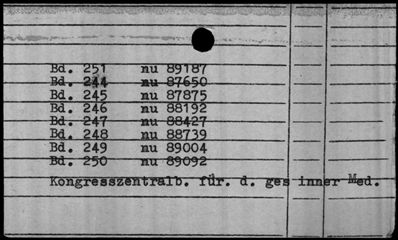 Bd. 251 nu 89187
Bd. 244 nu 87650
Bd. 245 nu 87875
Bd. 246 nu 88192
Bd. 247 nu 88427
Bd. 248 nu 88739
Bd. 249 nu 89004
Bd. 250 nu 89092
Kongresszentralb. für. d. ges inner Med.